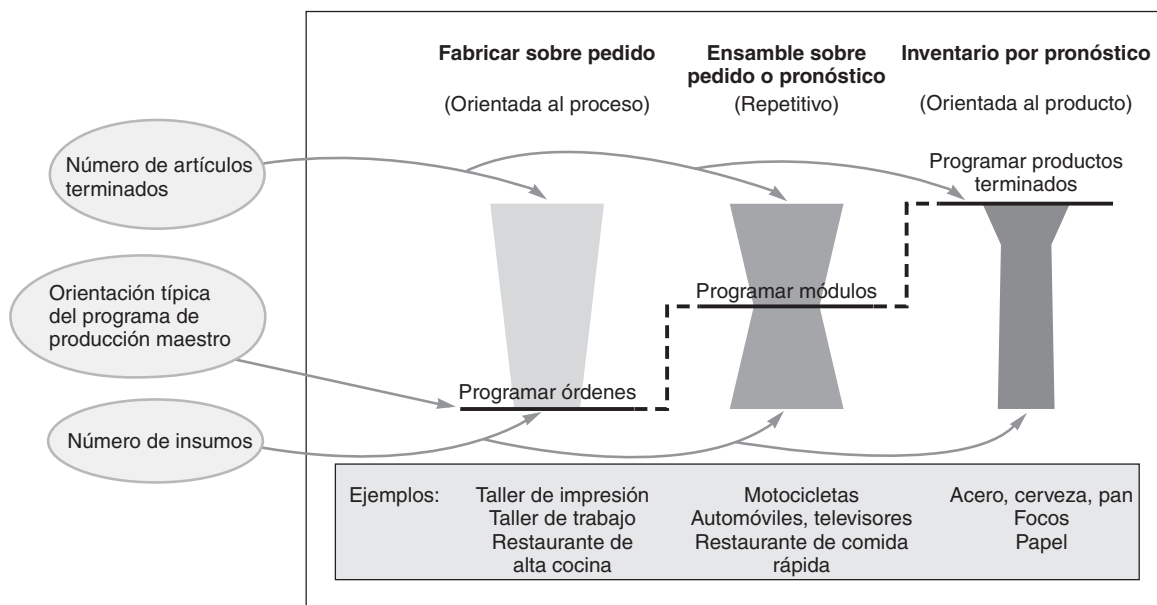 Fabricar sobre pedido
(Orientada al proceso)
Ensamble sobre
pedido o pronóstico
(Repetitivo)
Inventario por pronóstico
(Orientada al producto)
Número de artículos
terminados
Programar productos
terminados
Orientación típica
del programa de
producción maestro
Programar módulos
Programar órdenes
Número de insumos
Ejemplos:
Taller de impresión
Taller de trabajo
Restaurante de
alta cocina
Motocicletas
Automóviles, televisores
Restaurante de comida
rápida
Acero, cerveza, pan
Focos
Papel